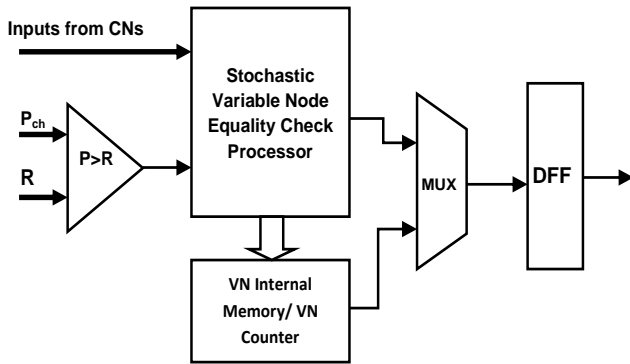 Inputs from CNs
Stochastic
Variable Node
Equality Check
Processor
Pch
P>R
R
MUX
DFF
VN Internal
Memory/ VN
Counter